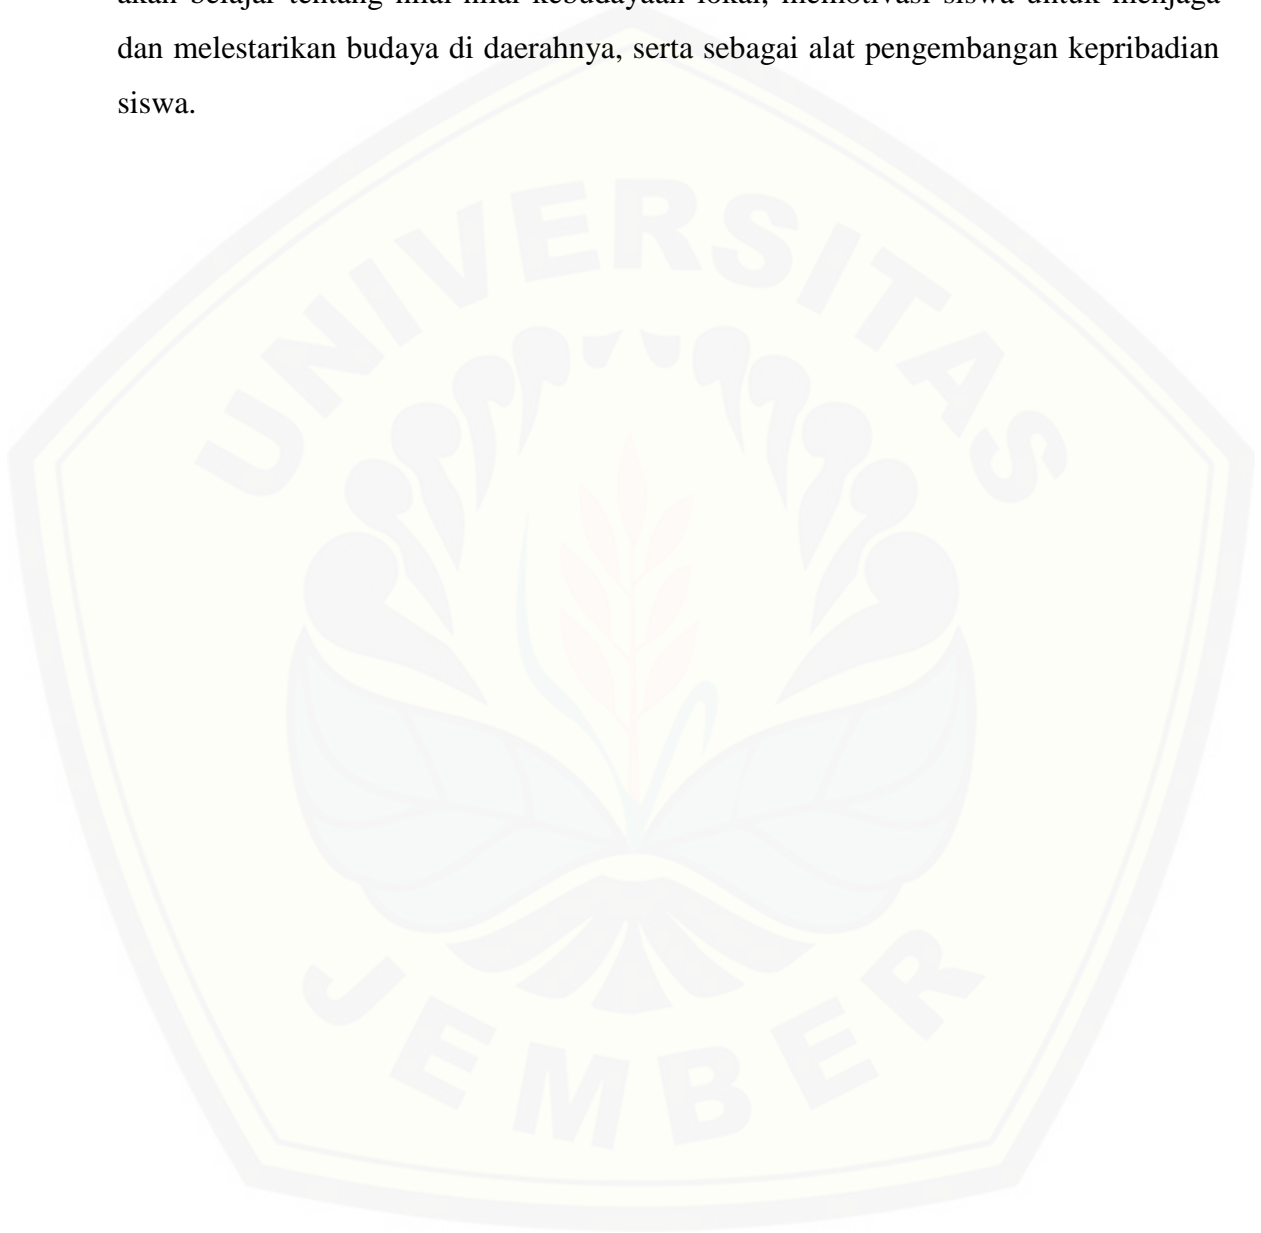 akan belajar tentang nilai-nilai kebudayaan lokal, memotivasi siswa untuk menjaga
dan melestarikan budaya di daerahnya, serta sebagai alat pengembangan kepribadian
siswa.
UNIVERSITAS
JEMBER